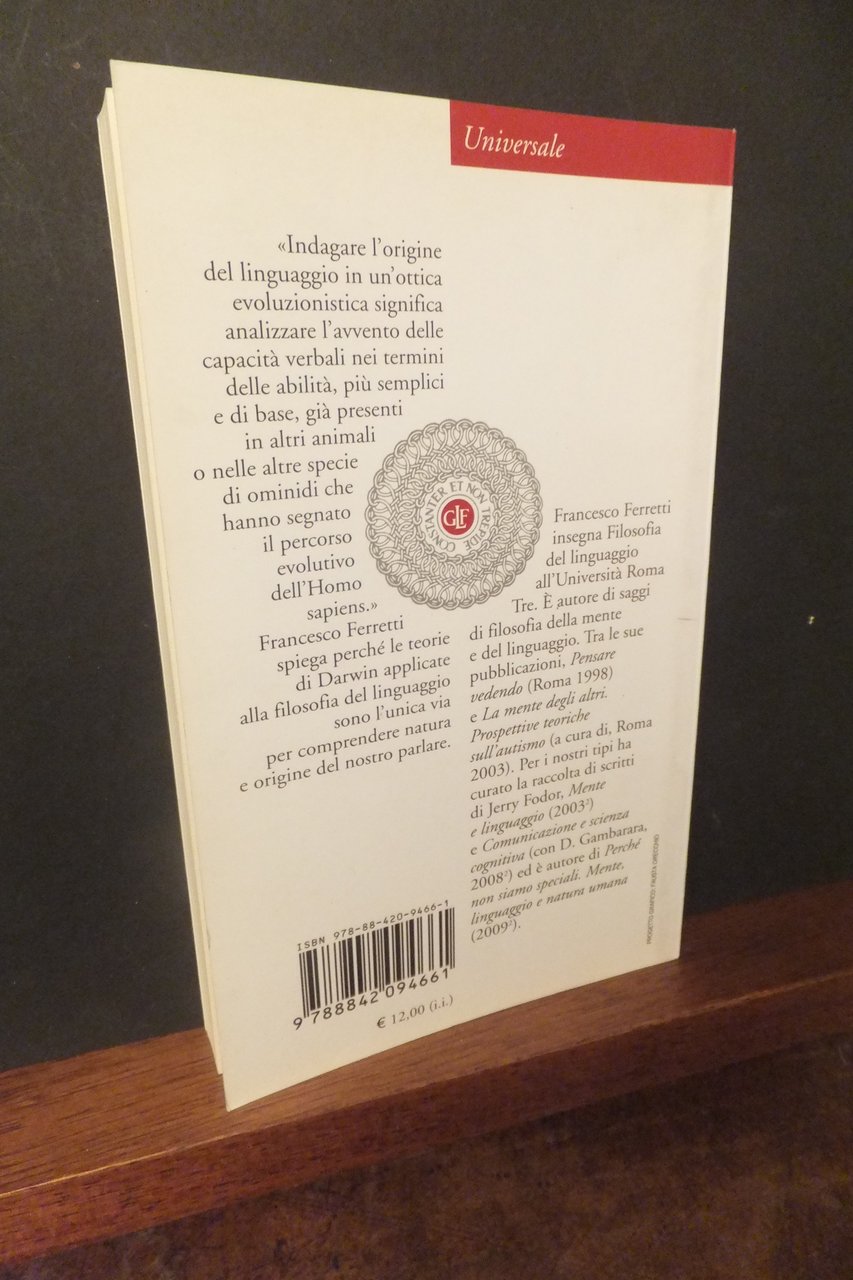 Universale
«Indagare l'origine
del linguaggio in un'ottica
evoluzionistica significa
analizzare l'avvento delle
capacità verbali nei termini
delle abilità, più semplici
e di base, già presenti
in altri animali
o nelle altre specie
di ominidi che
hanno segnato
il percorso
evolutivo
dell'Homo
sapiens.»
Francesco Ferretti
spiega perché le teorie
di Darwin applicate
alla filosofia del linguaggio
sono l'unica via
per comprendere natura
e origine del nostro parlare.
CONSTANTER ET NON TREPIDE
GLF
Francesco Ferretti
insegna Filosofia
del linguaggio
all'Università Roma
Tre. È autore di saggi
di filosofia della mente
e del linguaggio. Tra le sue
pubblicazioni, Pensare
vedendo (Roma 1998)
e La mente degli altri.
Prospettive teoriche
sull'autismo (a cura di, Roma
2003). Per i nostri tipi ha
curato la raccolta di scritti
di Jerry Fodor, Mente
e linguaggio (2003²)
e Comunicazione e scienza
cognitiva (con D. Gambarara,
2008²) ed è autore di Perché
non siamo speciali. Mente,
linguaggio e natura umana
(2009²).
PROGETTO GRAFICO: FAUSTA ORECCHIO
ISBN 978-88-420-9466-1
9 788842 094661
€ 12,00 (i.i.)